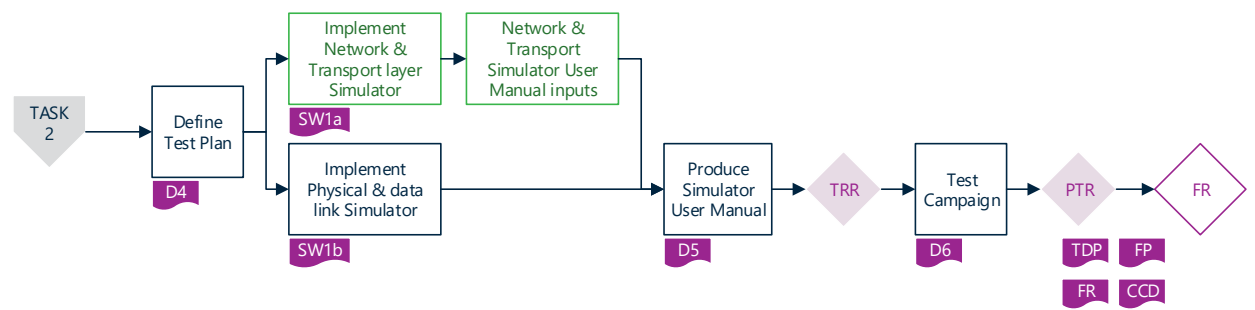 TASK
2
Define
Test Plan
D4
Implement
Network &
Transport layer
Simulator
SW1a
Network &
Transport
Simulator User
Manual inputs
Implement
Physical & data
link Simulator
SW1b
Produce
Simulator
User Manual
D5
TRR
Test
Campaign
D6
PTR
TDP
FP
FR
CCD
FR